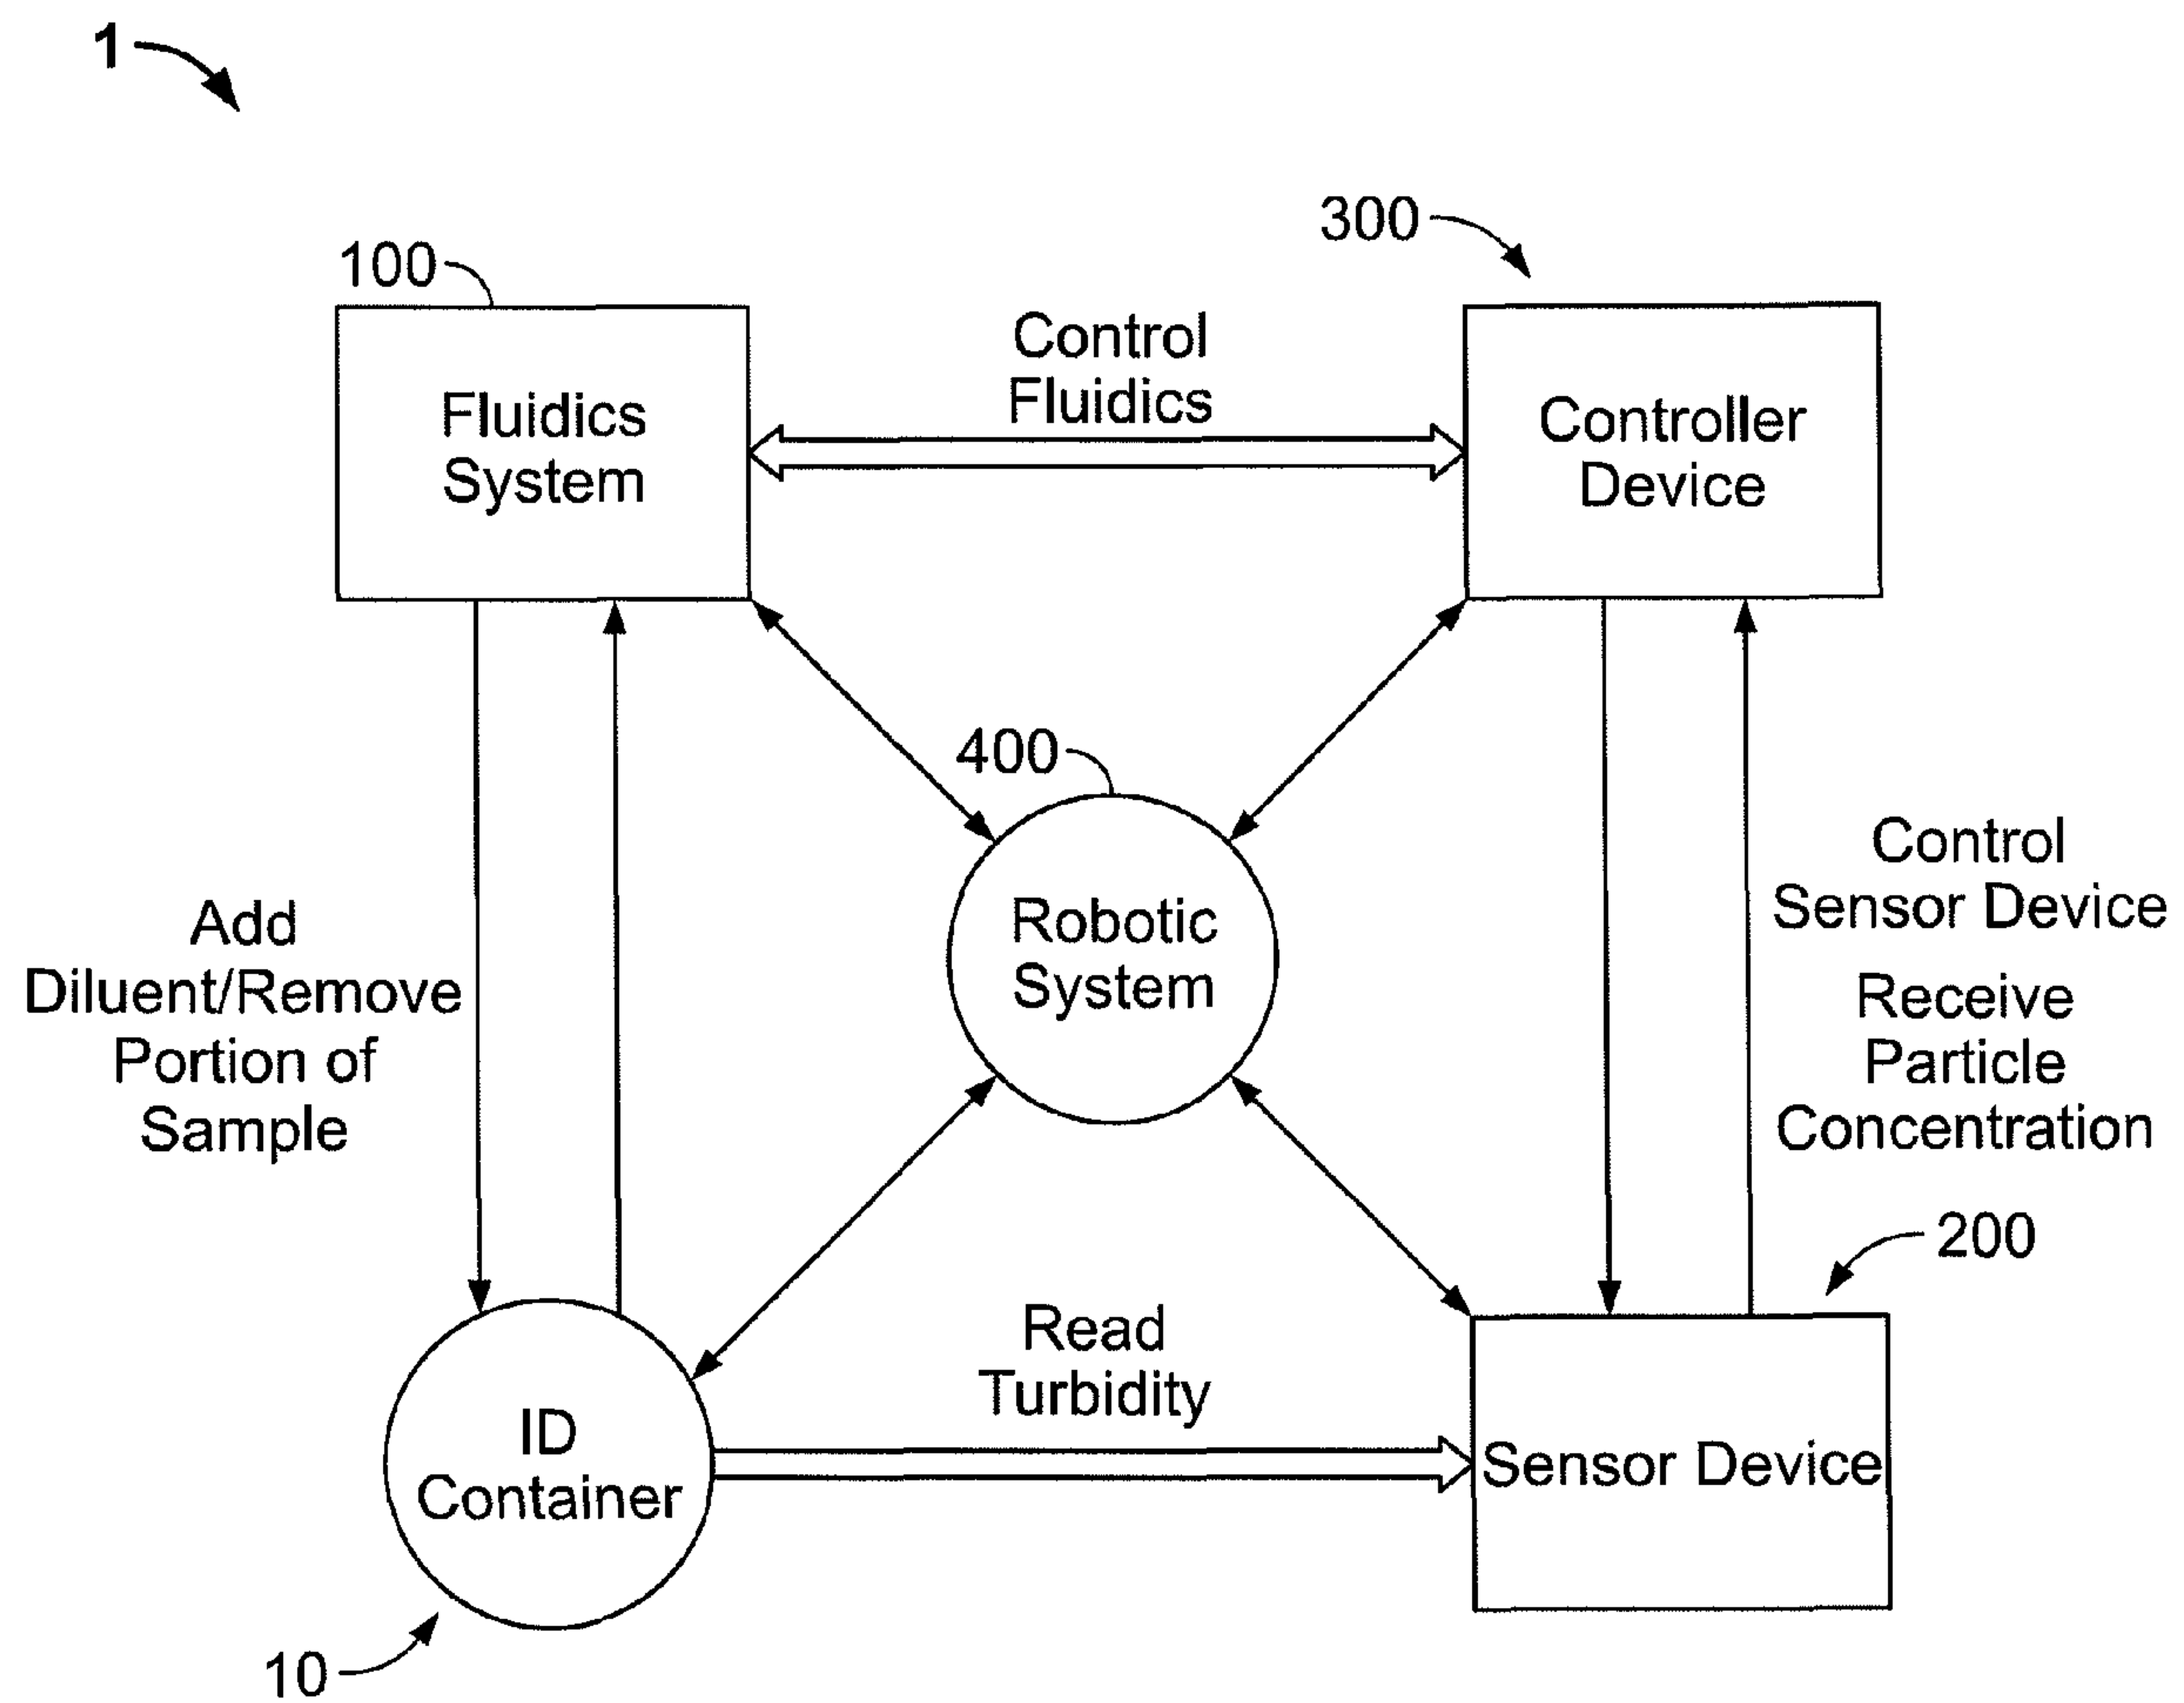 1
300
100
Control
Fluidics
Fluidics
System
Controller
Device
400
Robotic
System
Add
Diluent/Remove
Portion of
Sample
Control
Sensor Device
Receive
Particle
Concentration
200
Read
Turbidity
ID
Container
Sensor Device
10